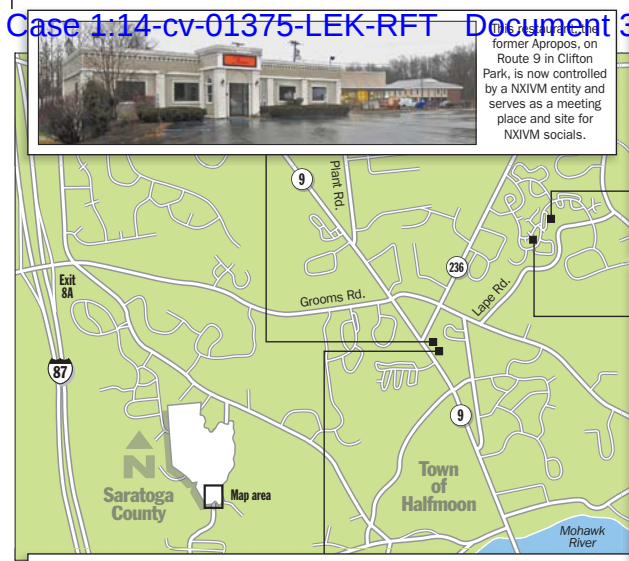 Case 1:14-cv-01375-LEK-RFT Document 3
This restaurant, the
former Apropos, on
Route 9 in Clifton
Park, is now controlled
by a NXIVM entity and
serves as a meeting
place and site for
NXIVM socials.
9
Plant Rd.
236
Exit
8A
Grooms Rd.
Lape Rd.
87
9
N
Saratoga
County
Map area
Town
of
Halfmoon
Mohawk
River